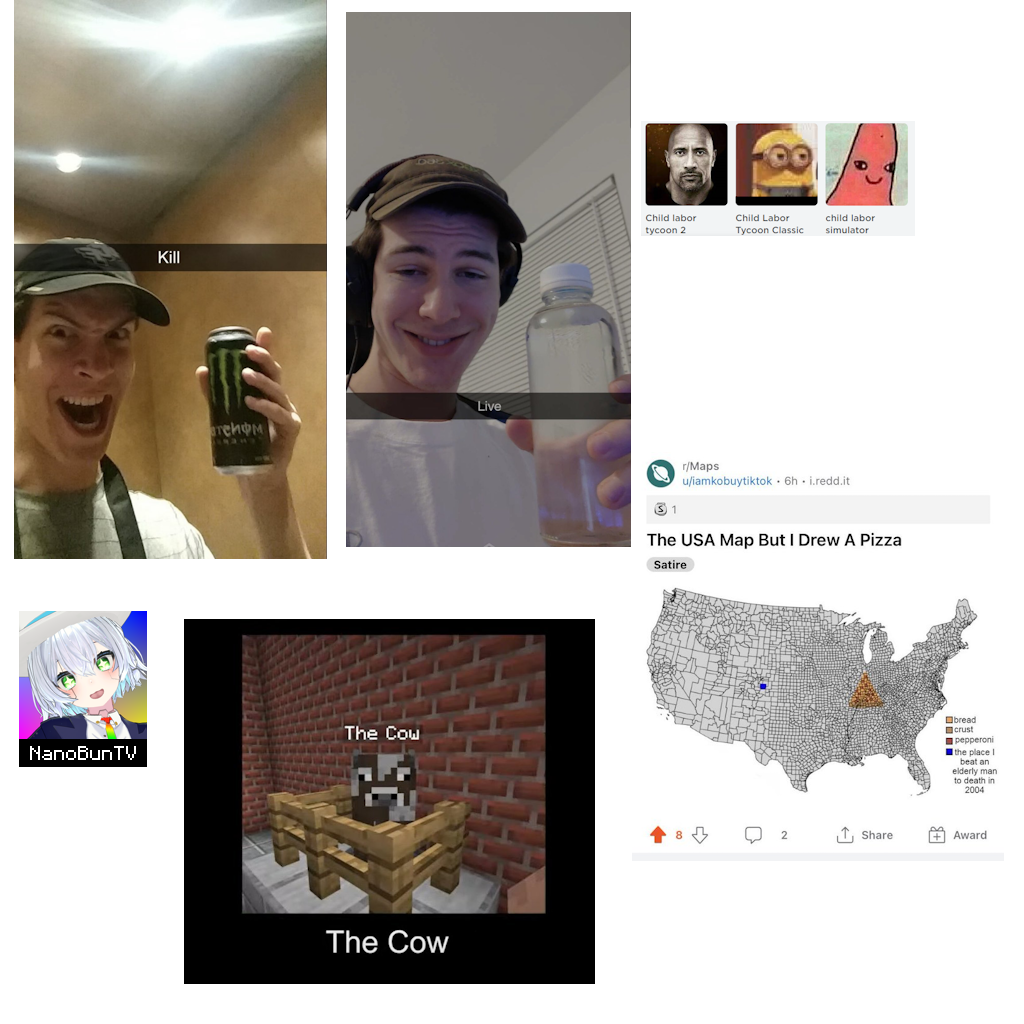 Kill
Live
Child labor
tycoon 2
Child Labor
Tycoon Classic
child labor
simulator
r/Maps
u/iamkobuytiktok • 6h • i.redd.it
S 1
The USA Map But I Drew A Pizza
Satire
bread
crust
pepperoni
the place I
beat an
elderly man
to death in
2004
8
2
Share
Award
NanoBunTV
The Cow
The Cow